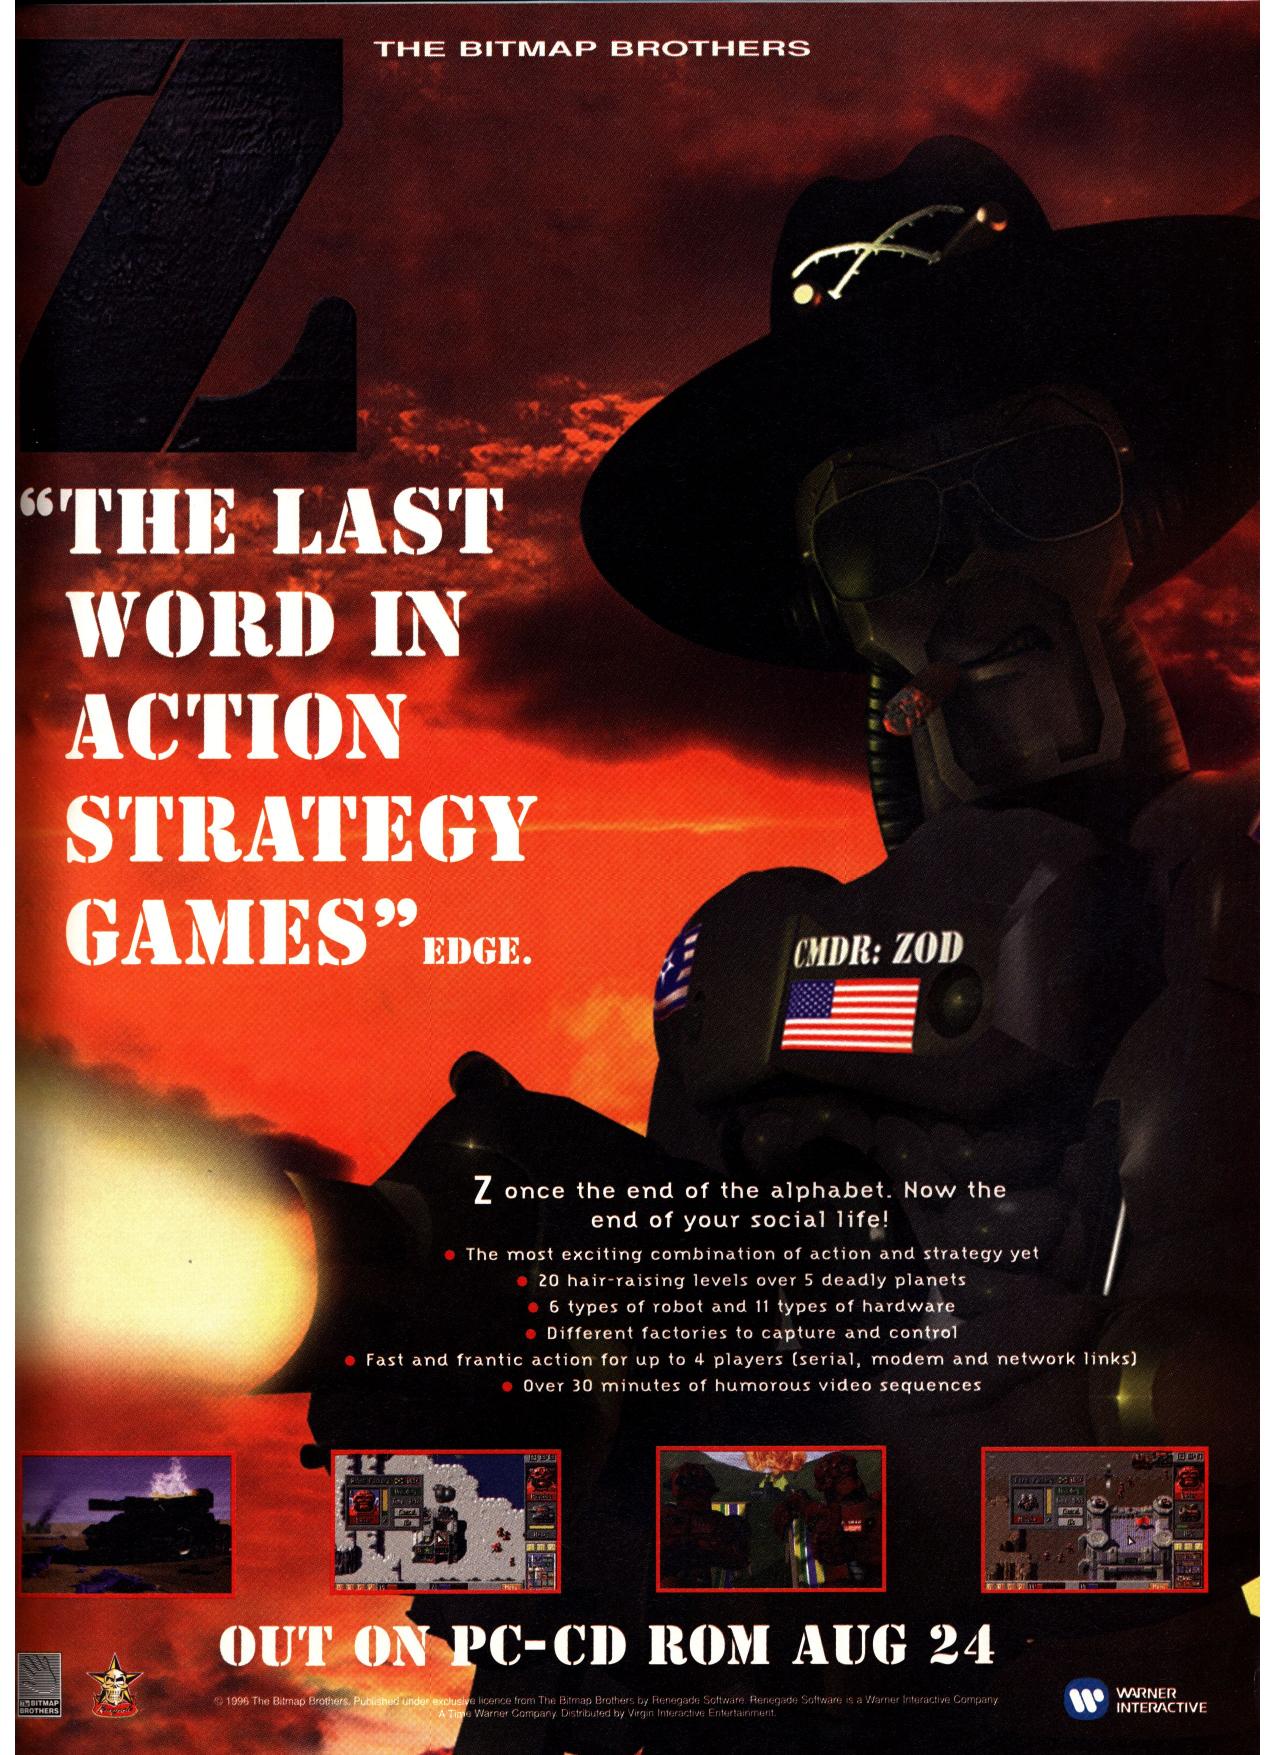 THE BITMAP BROTHERS
Z
“THE LAST
WORD IN
ACTION
STRATEGY
GAMES” EDGE.
CMDR: ZOD
Z once the end of the alphabet. Now the
end of your social life!
• The most exciting combination of action and strategy yet
• 20 hair-raising levels over 5 deadly planets
• 6 types of robot and 11 types of hardware
• Different factories to capture and control
• Fast and frantic action for up to 4 players (serial, modem and network links)
• Over 30 minutes of humorous video sequences
OUT ON PC-CD ROM AUG 24
THE BITMAP
BROTHERS
© 1996 The Bitmap Brothers. Published under exclusive licence from The Bitmap Brothers by Renegade Software. Renegade Software is a Warner Interactive Company.
A Time Warner Company. Distributed by Virgin Interactive Entertainment.
WARNER
INTERACTIVE